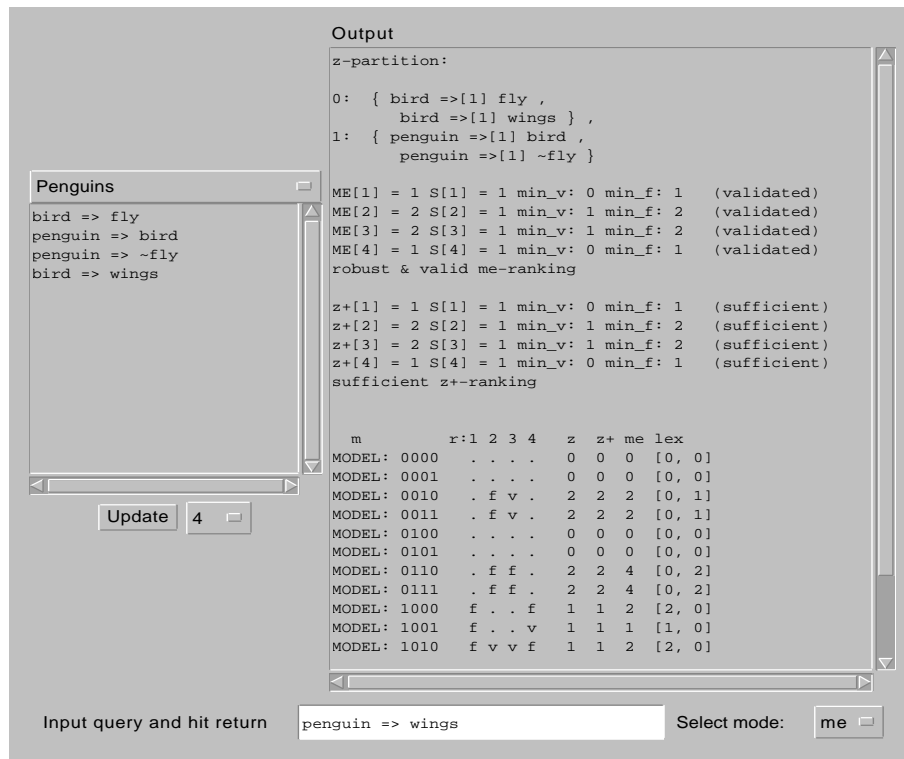 Penguins
bird => fly
penguin => bird
penguin => ~fly
bird => wings
Update 4
Output
z-partition:
0: { bird =>[1] fly ,
bird =>[1] wings } ,
1: { penguin =>[1] bird ,
penguin =>[1] ~fly }
ME[1] = 1 S[1] = 1 min_v: 0 min_f: 1 (validated)
ME[2] = 2 S[2] = 1 min_v: 1 min_f: 2 (validated)
ME[3] = 2 S[3] = 1 min_v: 1 min_f: 2 (validated)
ME[4] = 1 S[4] = 1 min_v: 0 min_f: 1 (validated)
robust & valid me-ranking
z+[1] = 1 S[1] = 1 min_v: 0 min_f: 1 (sufficient)
z+[2] = 2 S[2] = 1 min_v: 1 min_f: 2 (sufficient)
z+[3] = 2 S[3] = 1 min_v: 1 min_f: 2 (sufficient)
z+[4] = 1 S[4] = 1 min_v: 0 min_f: 1 (sufficient)
sufficient z+-ranking
m r:1 2 3 4 z z+ me lex
MODEL: 0000 . . . . 0 0 0 [0, 0]
MODEL: 0001 . . . . 0 0 0 [0, 0]
MODEL: 0010 . f v . 2 2 2 [0, 1]
MODEL: 0011 . f v . 2 2 2 [0, 1]
MODEL: 0100 . . . . 0 0 0 [0, 0]
MODEL: 0101 . . . . 0 0 0 [0, 0]
MODEL: 0110 . f f . 2 2 4 [0, 2]
MODEL: 0111 . f f . 2 2 4 [0, 2]
MODEL: 1000 f . . f 1 1 2 [2, 0]
MODEL: 1001 f . . v 1 1 1 [1, 0]
MODEL: 1010 f v v f 1 1 2 [2, 0]
Input query and hit return penguin => wings Select mode: me